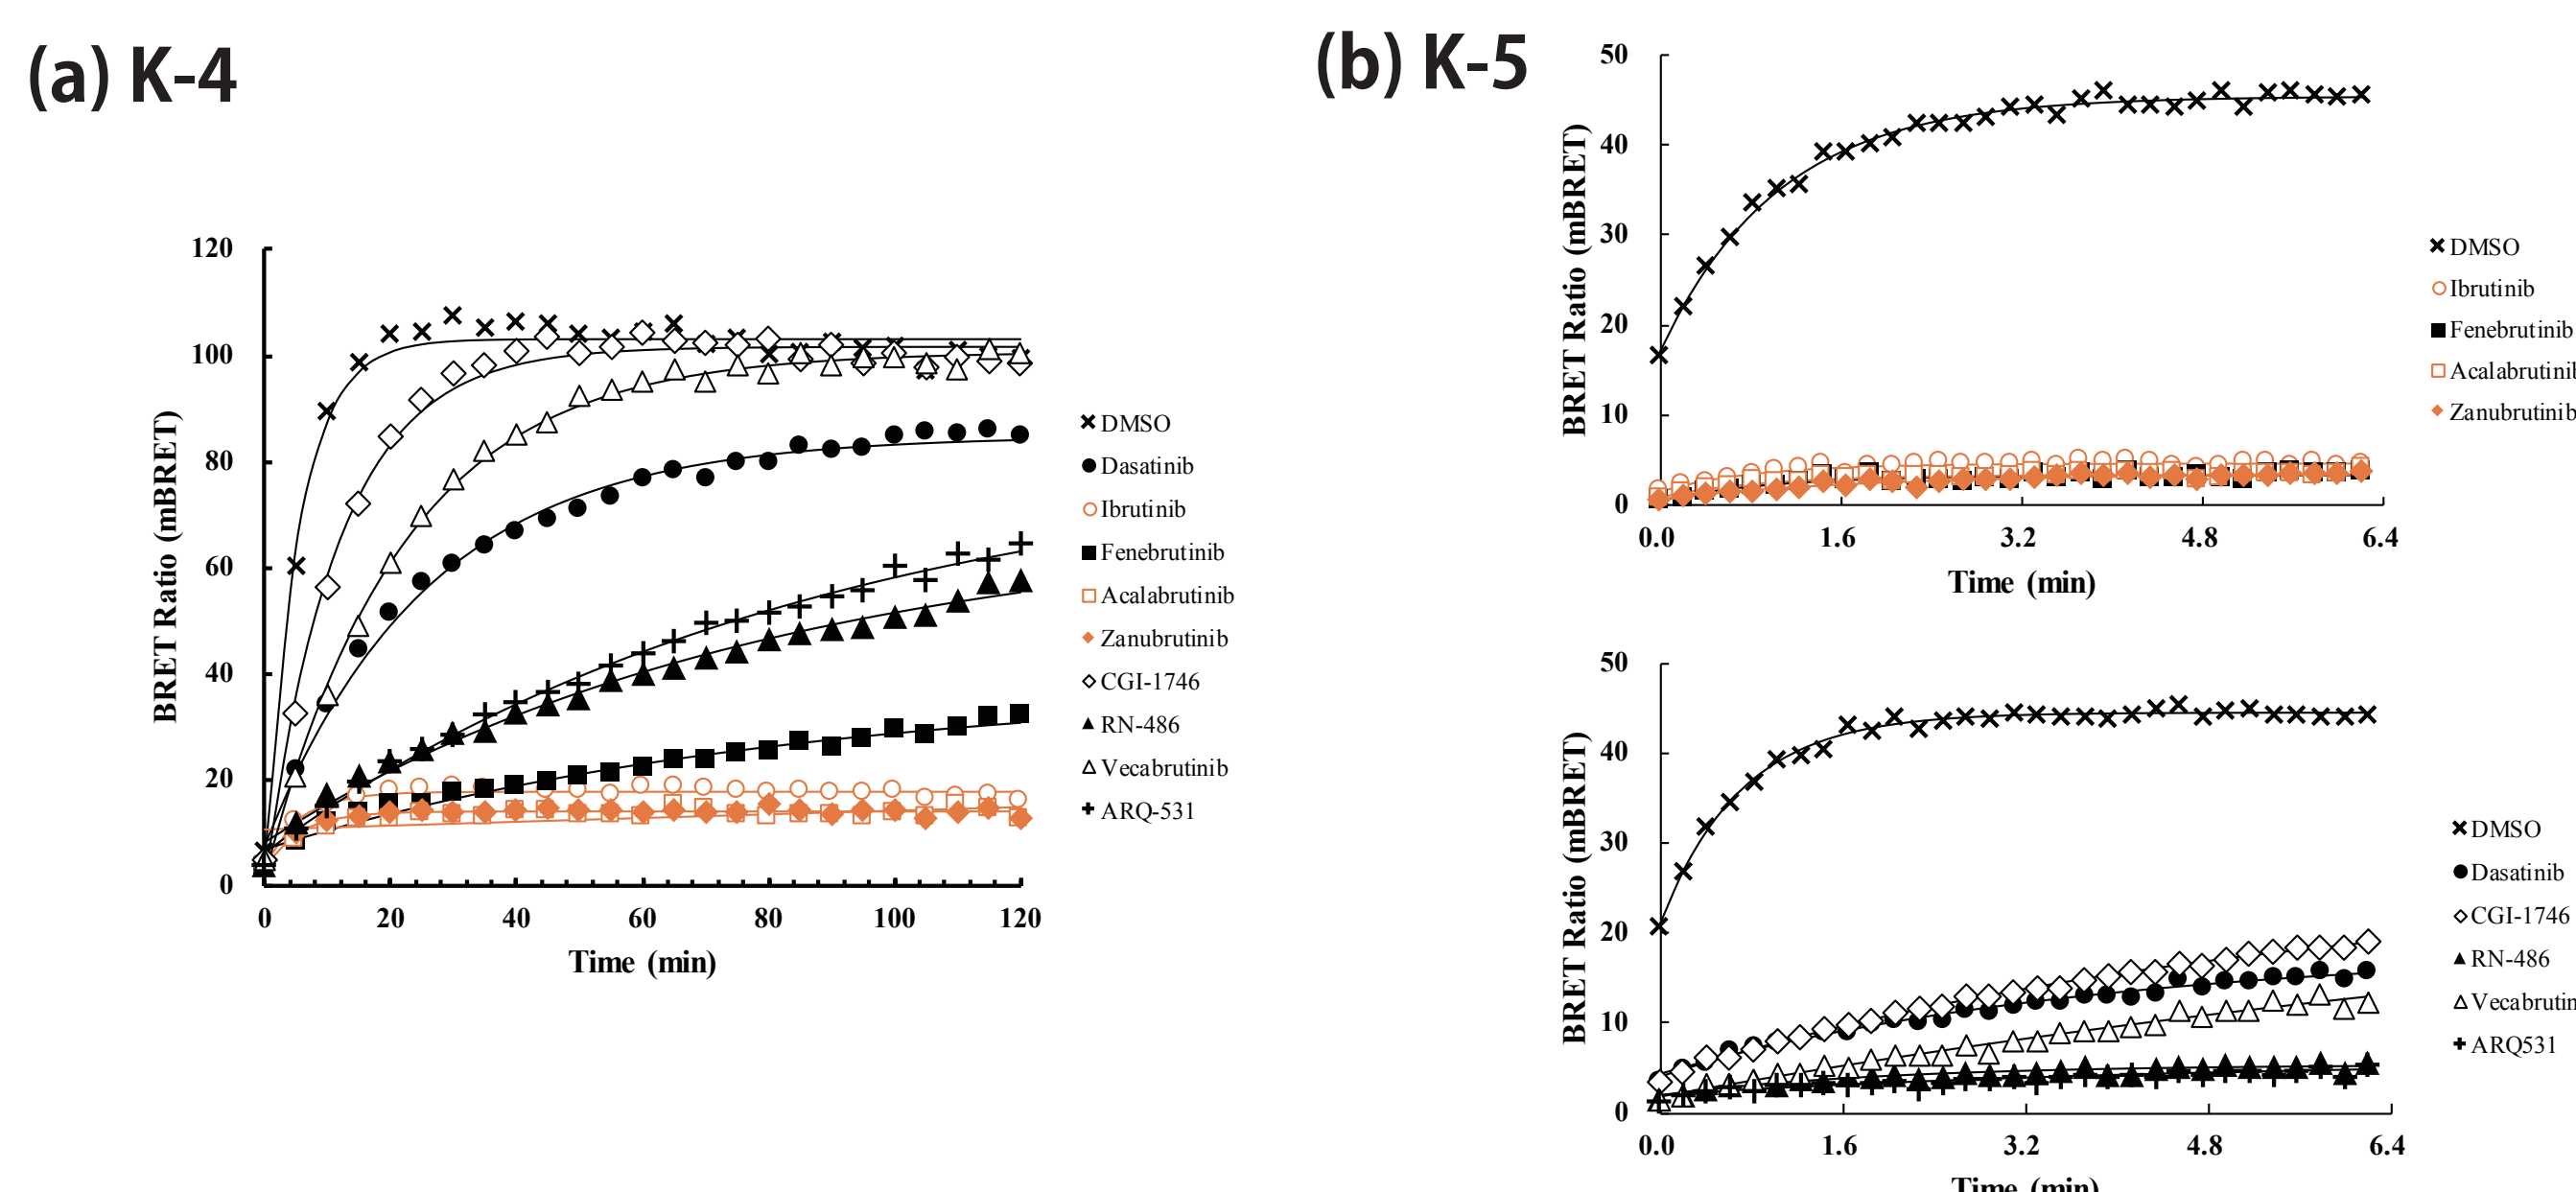 (a) K-4
BRET Ratio (mBRET)
120
100
80
60
40
20
0
0 20 40 60 80 100 120
Time (min)
DMSO
Dasatinib
Ibrutinib
Fenebrutinib
Acalabrutinib
Zanubrutinib
CGI-1746
RN-486
Vecabrutinib
ARQ-531
(b) K-5
BRET Ratio (mBRET)
50
40
30
20
10
0
0.0 1.6 3.2 4.8 6.4
Time (min)
DMSO
Ibrutinib
Fenebrutinib
Acalabrutinib
Zanubrutinib
BRET Ratio (mBRET)
50
40
30
20
10
0
0.0 1.6 3.2 4.8 6.4
Time (min)
DMSO
Dasatinib
CGI-1746
RN-486
Vecabrutin
ARQ531